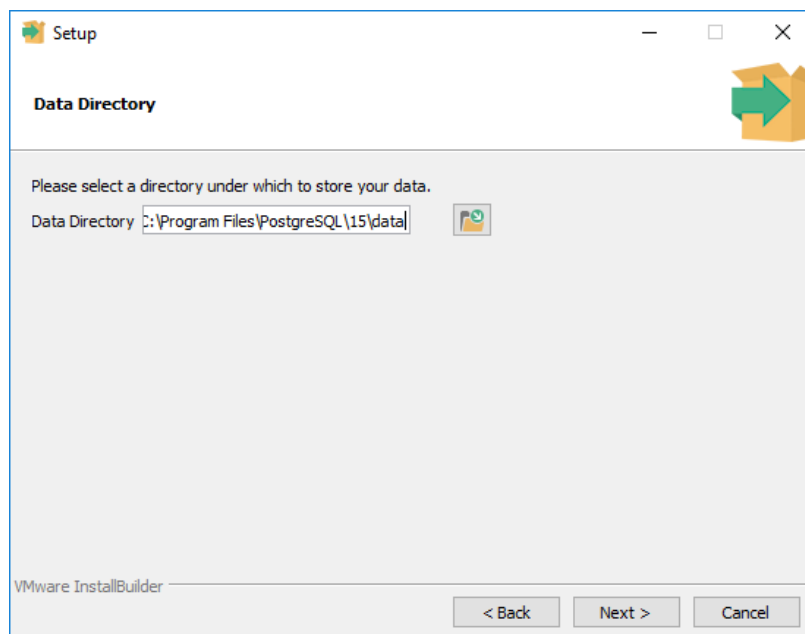 Setup
Data Directory
Please select a directory under which to store your data.
Data Directory C:\Program Files\PostgreSQL\15\data
VMware InstallBuilder
< Back Next > Cancel